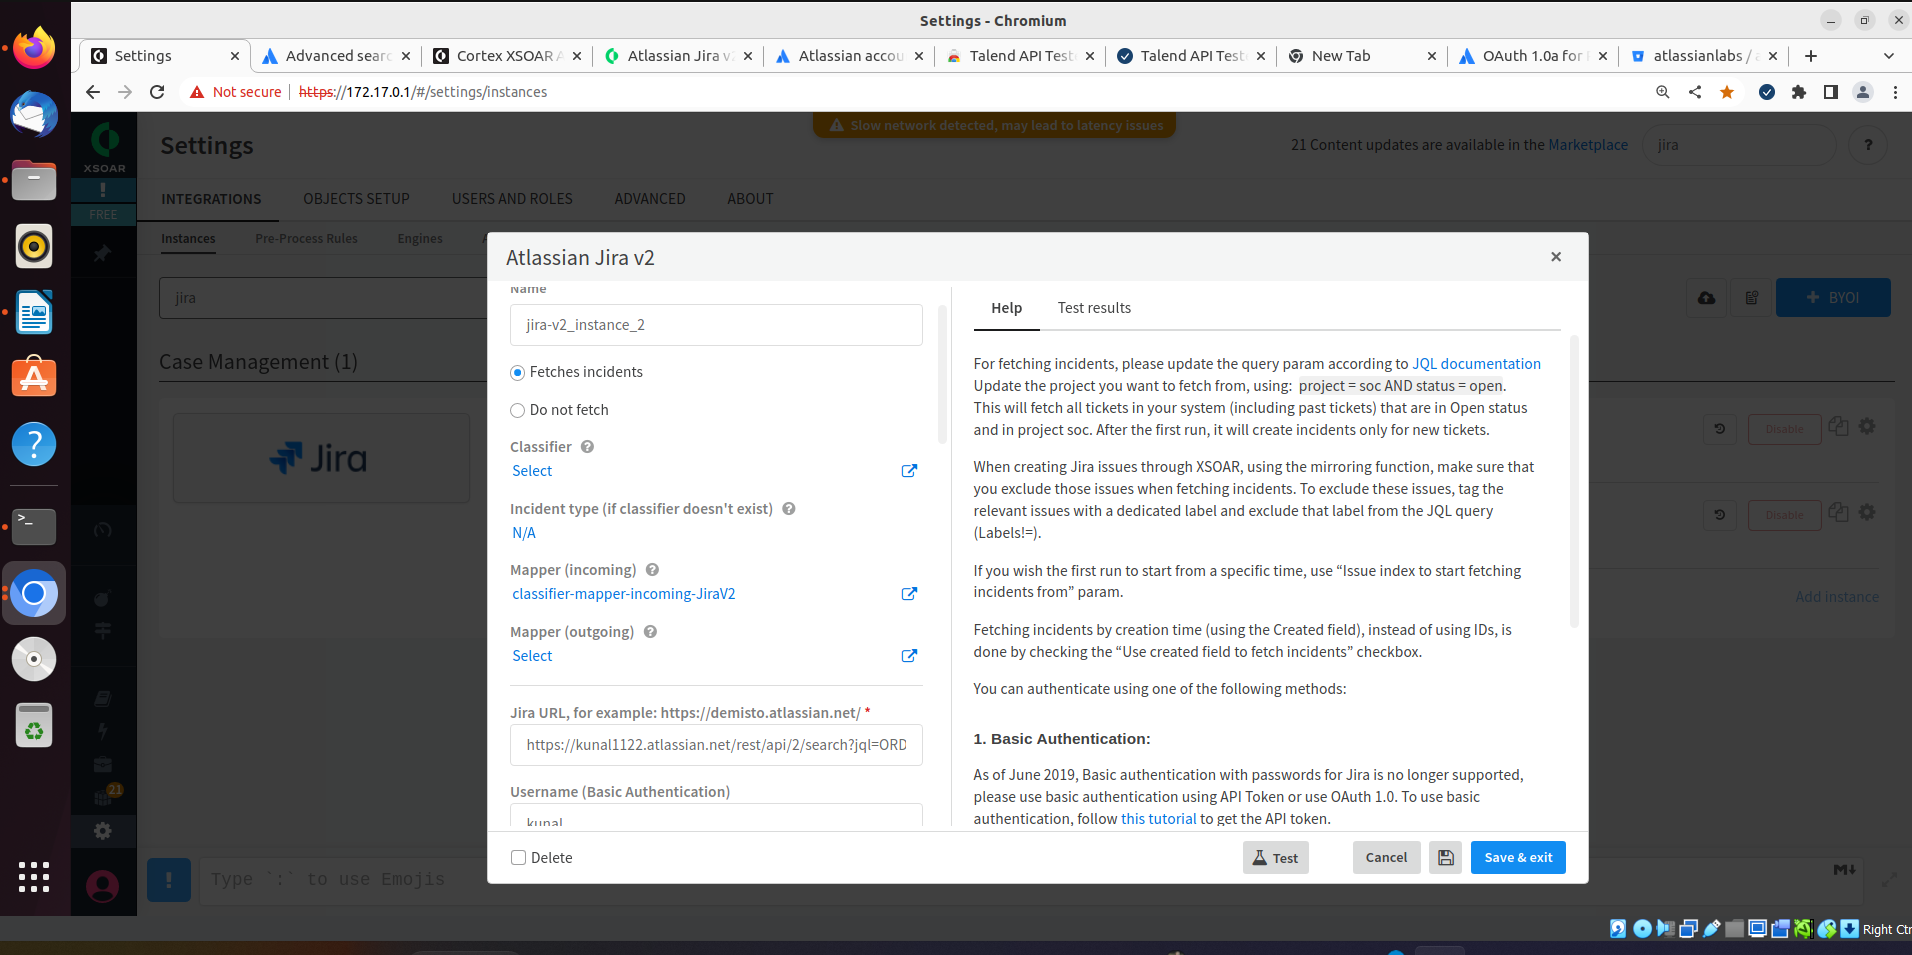 Settings - Chromium
Settings
Advanced searc
Cortex XSOAR A
Atlassian Jira v
Atlassian accou
Talend API Test
Talend API Test
New Tab
OAuth 1.0a for
atlassianlabs / a
Not secure
https://172.17.0.1/#/settings/instances
Slow network detected, may lead to latency issues
XSOAR
FREE
Settings
21 Content updates are available in the Marketplace
jira
?
INTEGRATIONS
OBJECTS SETUP
USERS AND ROLES
ADVANCED
ABOUT
Instances
Pre-Process Rules
Engines
jira
BYOI
Case Management (1)
Jira
Disable
Disable
Add instance
21
Atlassian Jira v2
Name
jira-v2_instance_2
Fetches incidents
Do not fetch
Classifier
Select
Incident type (if classifier doesn't exist)
N/A
Mapper (incoming)
classifier-mapper-incoming-JiraV2
Mapper (outgoing)
Select
Jira URL, for example: https://demisto.atlassian.net/ *
https://kunal1122.atlassian.net/rest/api/2/search?jql=ORD
Username (Basic Authentication)
kunal
Help
Test results
For fetching incidents, please update the query param according to JQL documentation
Update the project you want to fetch from, using: project = soc AND status = open.
This will fetch all tickets in your system (including past tickets) that are in Open status
and in project soc. After the first run, it will create incidents only for new tickets.
When creating Jira issues through XSOAR, using the mirroring function, make sure that
you exclude those issues when fetching incidents. To exclude these issues, tag the
relevant issues with a dedicated label and exclude that label from the JQL query
(Labels!=).
If you wish the first run to start from a specific time, use “Issue index to start fetching
incidents from” param.
Fetching incidents by creation time (using the Created field), instead of using IDs, is
done by checking the “Use created field to fetch incidents” checkbox.
You can authenticate using one of the following methods:
1. Basic Authentication:
As of June 2019, Basic authentication with passwords for Jira is no longer supported,
please use basic authentication using API Token or use OAuth 1.0. To use basic
authentication, follow this tutorial to get the API token.
Delete
Test
Cancel
Save & exit
Type `:` to use Emojis
M
Right Ctr